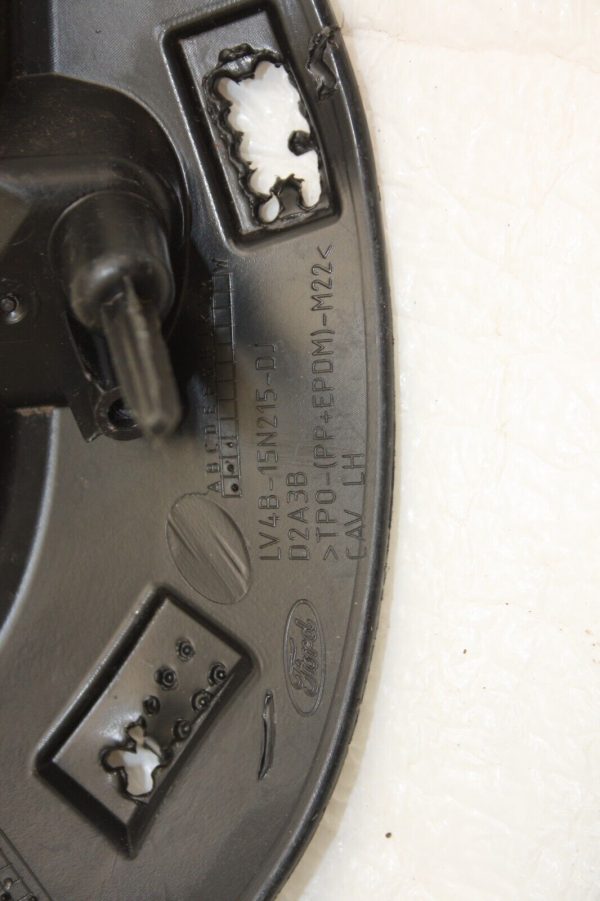 A B C D E
W
LV4B-15N215-DJ
D2A3B
>TPO-(PP+EPDM)-M22<
CAV LH
Ford